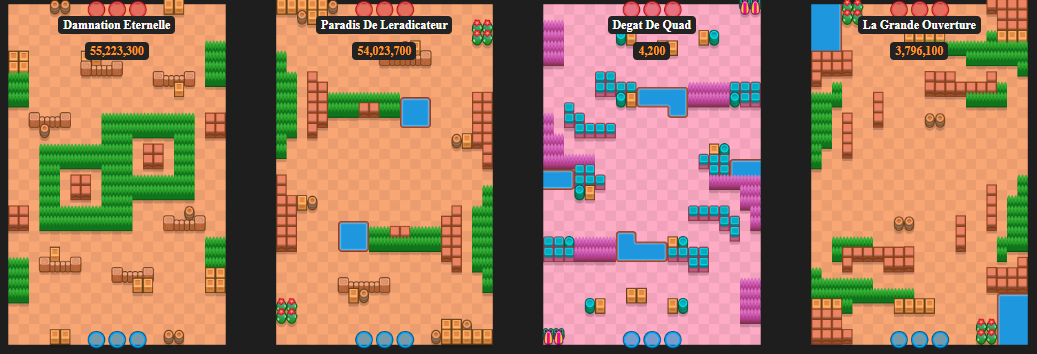 Damnation Eternelle
55,223,300
Paradis De Leradicateur
54,023,700
Degat De Quad
4,200
La Grande Ouverture
3,796,100